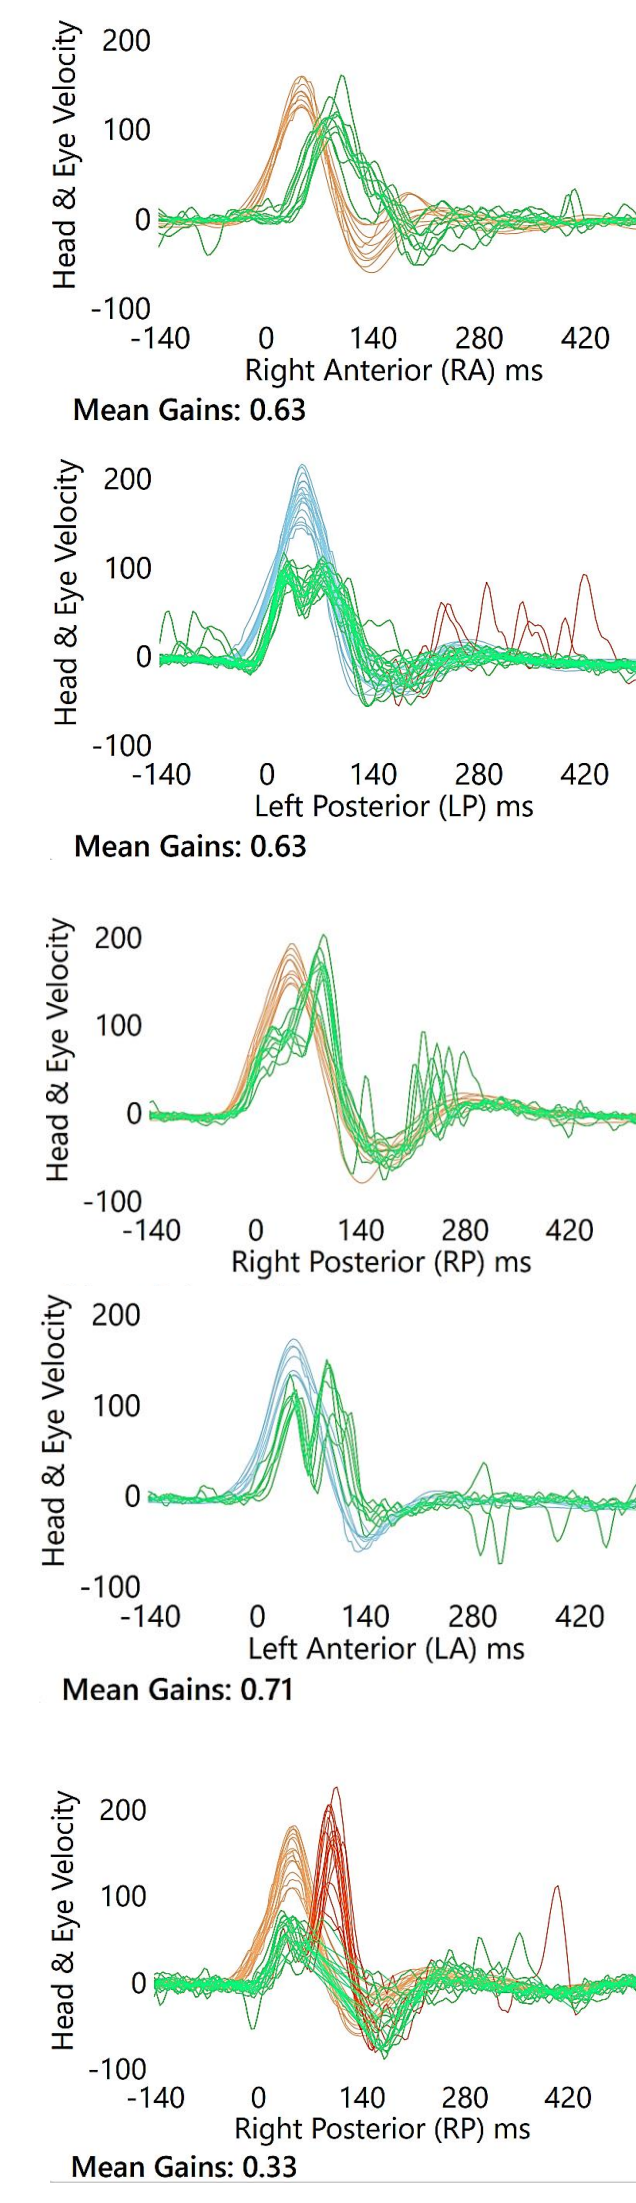 Head & Eye Velocity
200
100
0
-100
-140 0 140 280 420
Right Anterior (RA) ms
Mean Gains: 0.63
Head & Eye Velocity
200
100
0
-100
-140 0 140 280 420
Left Posterior (LP) ms
Mean Gains: 0.63
Head & Eye Velocity
200
100
0
-100
-140 0 140 280 420
Right Posterior (RP) ms
Head & Eye Velocity
200
100
0
-100
-140 0 140 280 420
Left Anterior (LA) ms
Mean Gains: 0.71
Head & Eye Velocity
200
100
0
-100
-140 0 140 280 420
Right Posterior (RP) ms
Mean Gains: 0.33